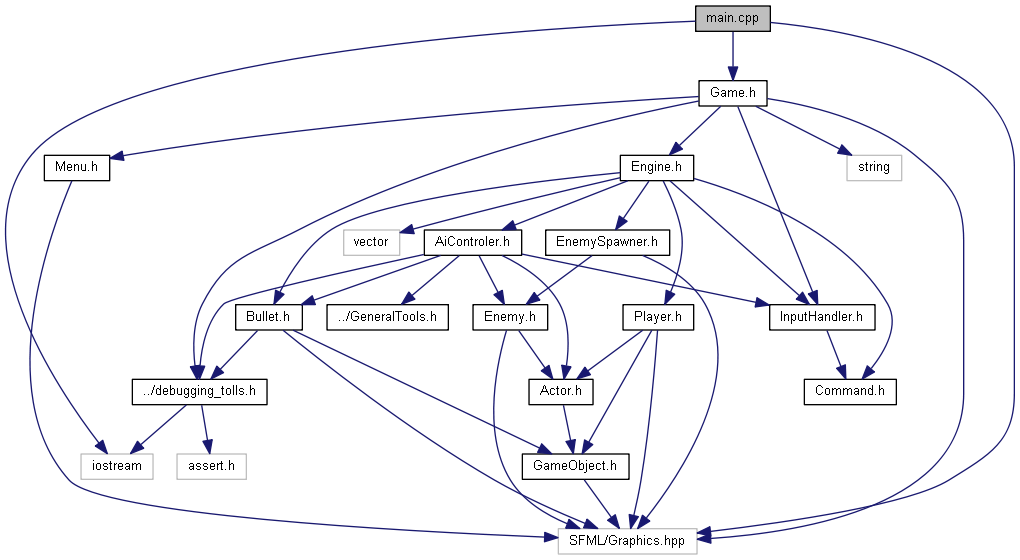 main.cpp
Game.h
Menu.h
Engine.h
string
vector
AiControler.h
EnemySpawner.h
Bullet.h
../GeneralTools.h
Enemy.h
Player.h
InputHandler.h
../debugging_tolls.h
Actor.h
Command.h
iostream
assert.h
GameObject.h
SFML/Graphics.hpp